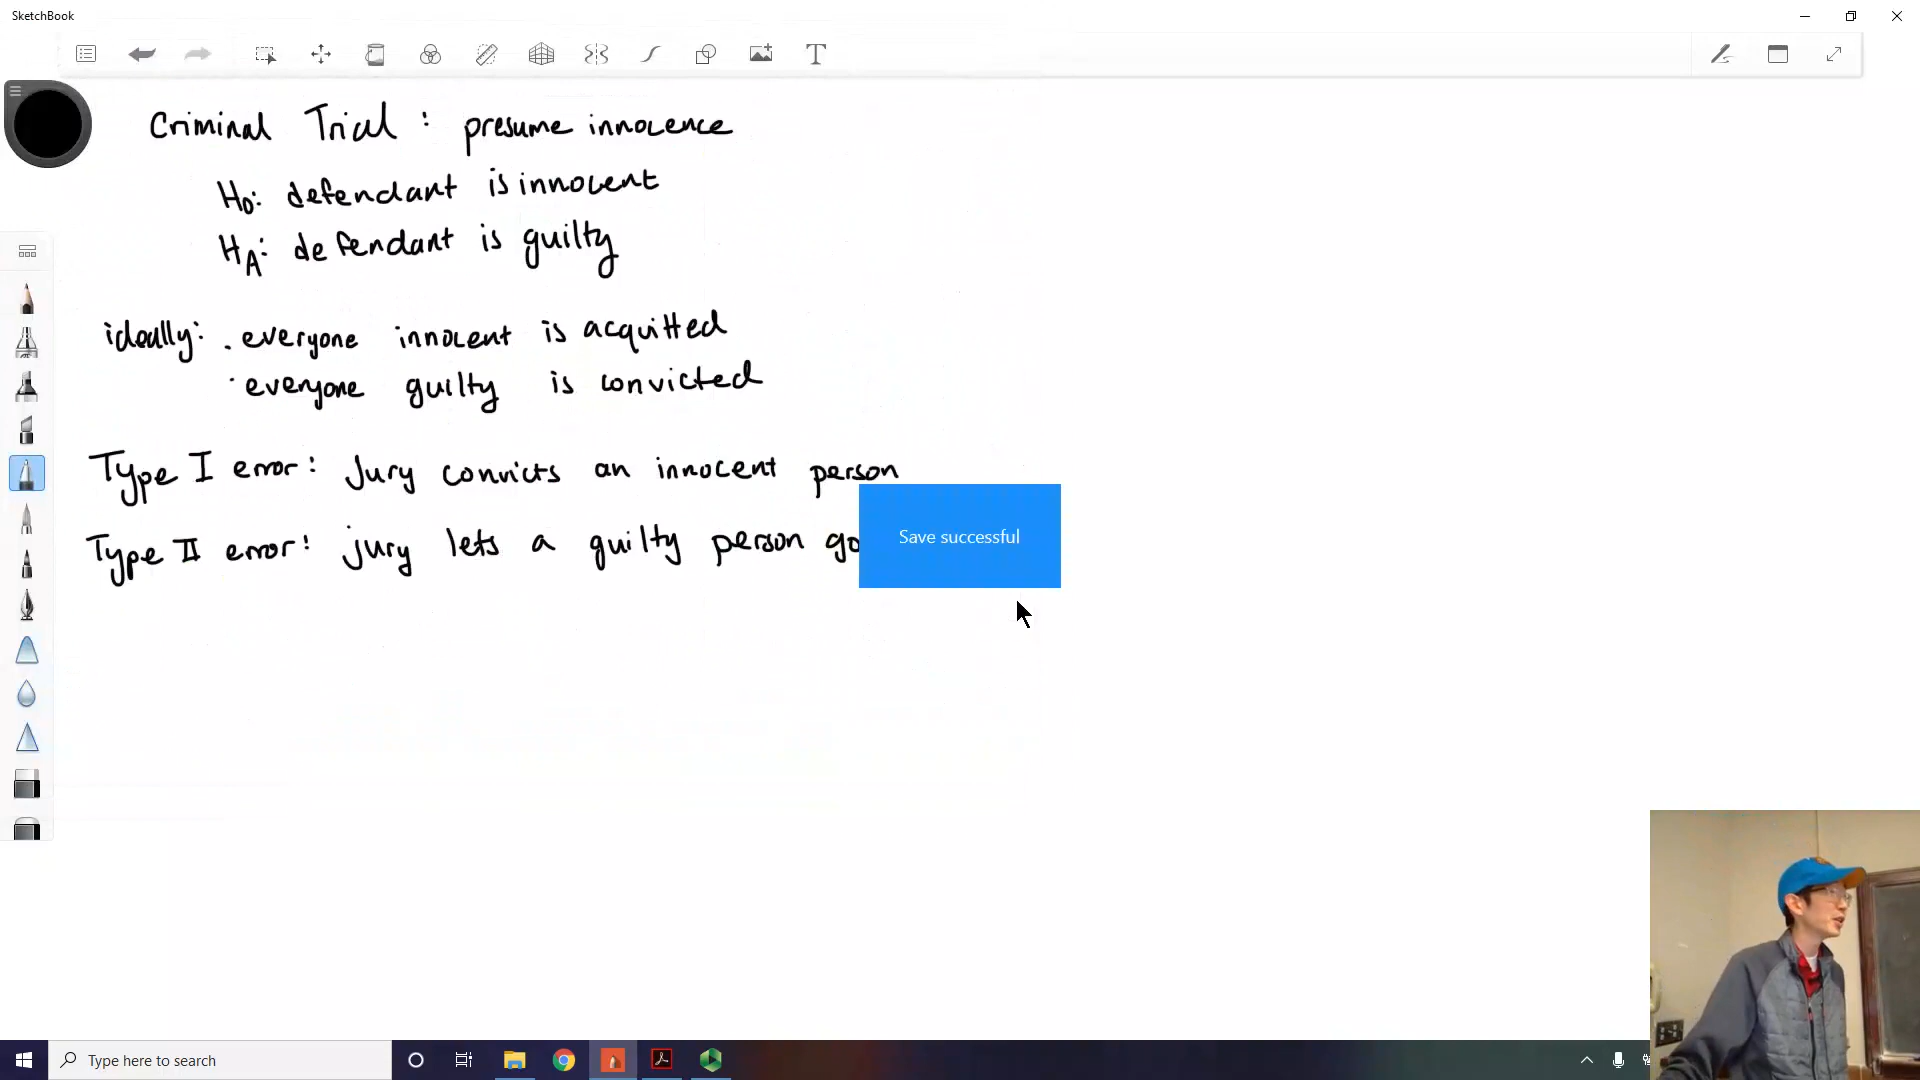 SketchBook
Criminal Trial : presume innocence
H0: defendant is innocent
HA: defendant is guilty
ideally: · everyone innocent is acquitted
· everyone guilty is convicted
Type I error: Jury convicts an innocent person
Type II error: jury lets a guilty person go
Save successful
Type here to search